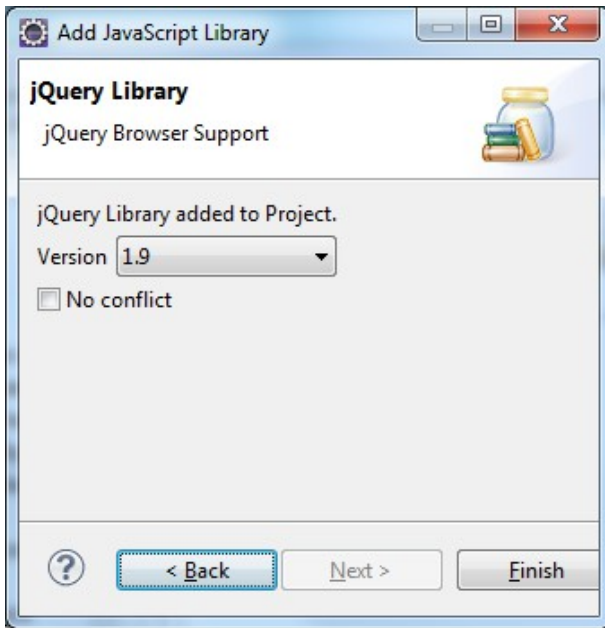 Add JavaScript Library
jQuery Library
jQuery Browser Support
jQuery Library added to Project.
Version 1.9
No conflict
? < Back Next > Finish